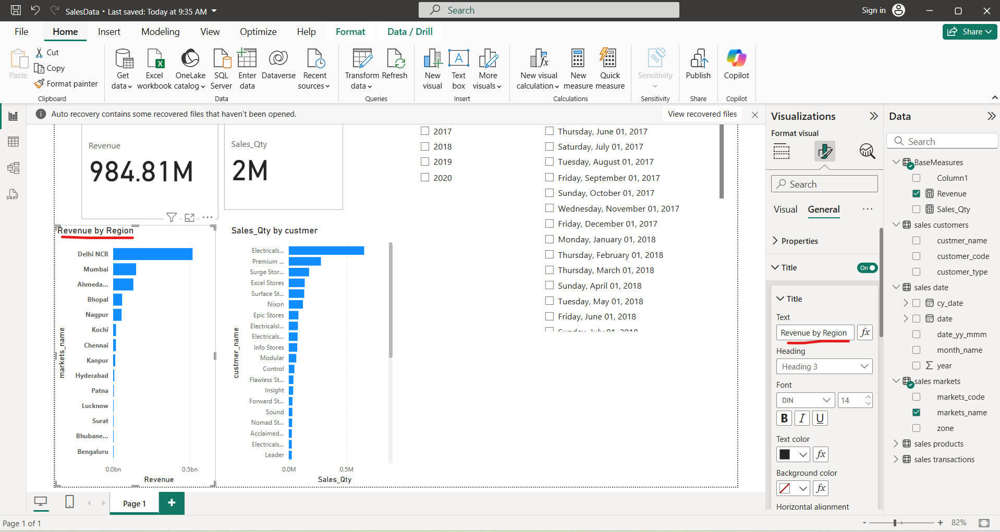 SalesData • Last saved: Today at 9:35 AM
Search
Sign in
File Home Insert Modeling View Optimize Help Format Data / Drill
Share
Paste
Cut
Copy
Format painter
Clipboard
Get data
Excel workbook
OneLake catalog
SQL Server
Enter data
Dataverse
Recent sources
Data
Transform data
Refresh
Queries
New visual
Text box
More visuals
Insert
New visual calculation
New measure
Quick measure
Calculations
Sensitivity
Sensitivity
Publish
Share
Copilot
Copilot
Auto recovery contains some recovered files that haven't been opened.
View recovered files
Revenue
984.81M
Sales_Qty
2M
2017
2018
2019
2020
Thursday, June 01, 2017
Saturday, July 01, 2017
Tuesday, August 01, 2017
Friday, September 01, 2017
Sunday, October 01, 2017
Wednesday, November 01, 2017
Friday, December 01, 2017
Monday, January 01, 2018
Thursday, February 01, 2018
Thursday, March 01, 2018
Sunday, April 01, 2018
Tuesday, May 01, 2018
Friday, June 01, 2018
Sunday, July 01, 2018
Revenue by Region
markets_name
Delhi NCR
Mumbai
Ahmeda...
Bhopal
Nagpur
Kochi
Chennai
Kanpur
Hyderabad
Patna
Lucknow
Surat
Bhubane...
Bengaluru
0.0bn 0.5bn
Revenue
Sales_Qty by custmer
custmer_name
Electricals...
Premium ...
Surge Stor...
Excel Stores
Surface St...
Nixon
Epic Stores
Electricalsl...
Electricals...
Info Stores
Modular
Control
Flawless St...
Insight
Forward St...
Sound
Nomad St...
Acclaimed...
Electricals...
Leader
0.0M 0.5M
Sales_Qty
Visualizations
Format visual
Search
Visual General
Properties
Title
On
Title
Text
Revenue by Region
fx
Heading
Heading 3
Font
DIN
14
B I U
Text color
fx
Background color
fx
Horizontal alignment
Data
Search
BaseMeasures
Column1
Revenue
Sales_Qty
sales customers
custmer_name
customer_code
customer_type
sales date
cy_date
date
date_yy_mmm
month_name
year
sales markets
markets_code
markets_name
zone
sales products
sales transactions
Page 1
Page 1 of 1
82%
DAX